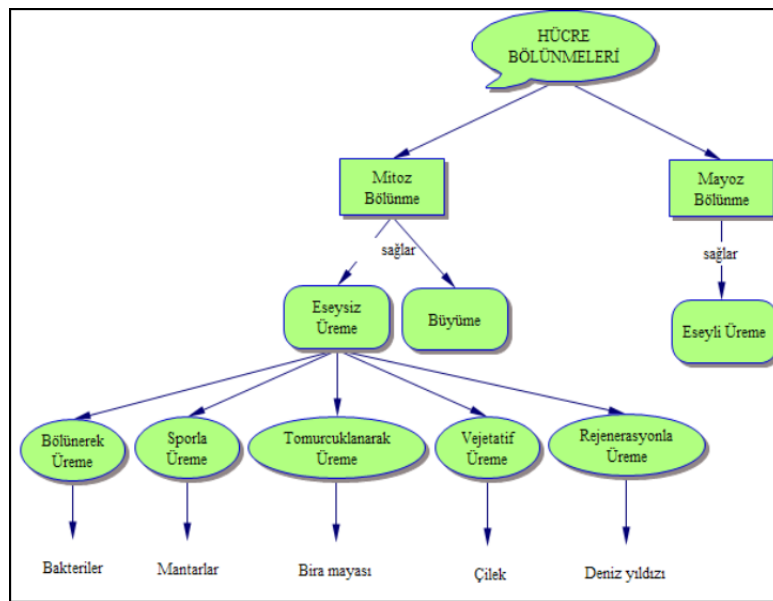 HÜCRE
BÖLÜNMELERİ
Mitoz
Bölünme
Mayoz
Bölünme
sağlar
sağlar
Eseysiz
Üreme
Büyüme
Eseyli Üreme
Bölünerek
Üreme
Sporla
Üreme
Tomurcuklanarak
Üreme
Vejetatif
Üreme
Rejenerasyonla
Üreme
Bakteriler
Mantarlar
Bira mayası
Çilek
Deniz yıldızı